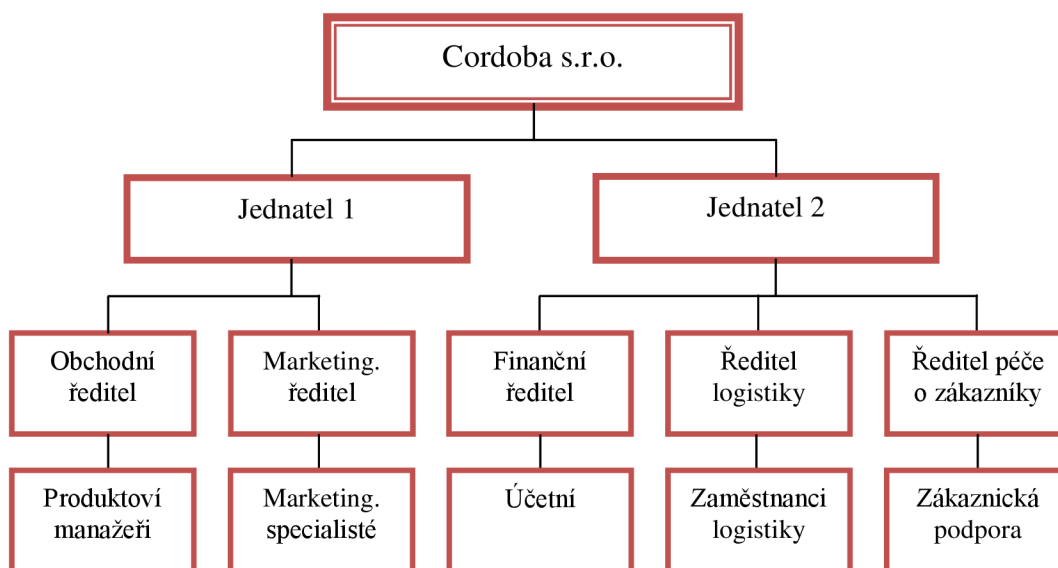 Cordoba s.r.o.
Jednatel 1
Jednatel 2
Obchodní
ředitel
Marketing.
ředitel
Finanční
ředitel
Ředitel
logistiky
Ředitel péče
o zákazníky
Produktoví
manažeři
Marketing.
specialisté
Účetní
Zaměstnanci
logistiky
Zákaznická
podpora